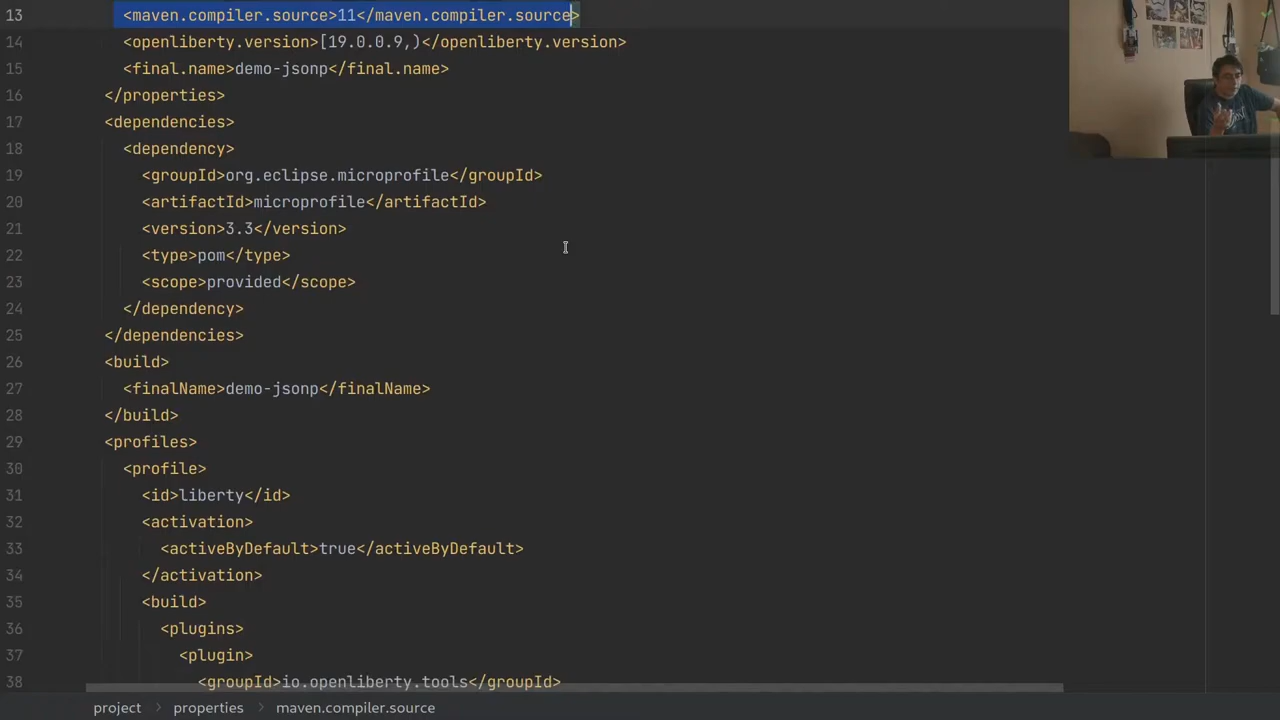 13 <maven.compiler.source>11</maven.compiler.source>
14 <openliberty.version>[19.0.0.9,)</openliberty.version>
15 <final.name>demo-jsonp</final.name>
16 </properties>
17 <dependencies>
18 <dependency>
19 <groupId>org.eclipse.microprofile</groupId>
20 <artifactId>microprofile</artifactId>
21 <version>3.3</version>
22 <type>pom</type>
23 <scope>provided</scope>
24 </dependency>
25 </dependencies>
26 <build>
27 <finalName>demo-jsonp</finalName>
28 </build>
29 <profiles>
30 <profile>
31 <id>liberty</id>
32 <activation>
33 <activeByDefault>true</activeByDefault>
34 </activation>
35 <build>
36 <plugins>
37 <plugin>
38 <groupId>io.openliberty.tools</groupId>
project > properties > maven.compiler.source